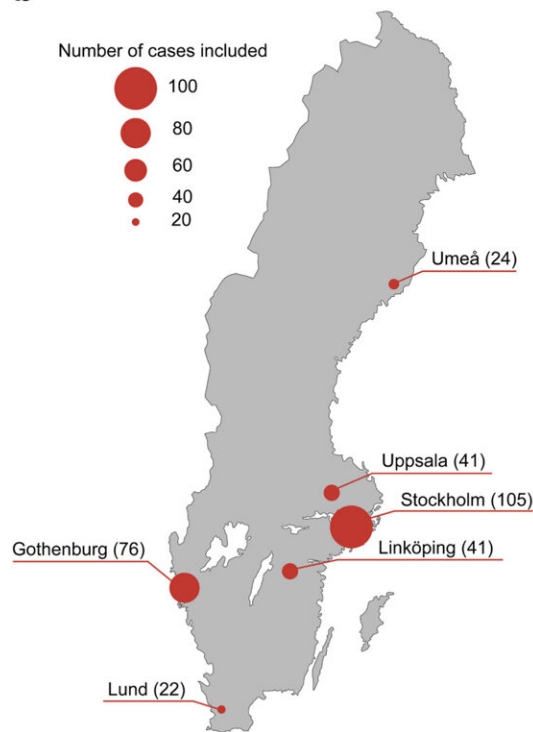 Number of cases included
100
80
60
40
20
Umeå (24)
Uppsala (41)
Stockholm (105)
Linköping (41)
Gothenburg (76)
Lund (22)